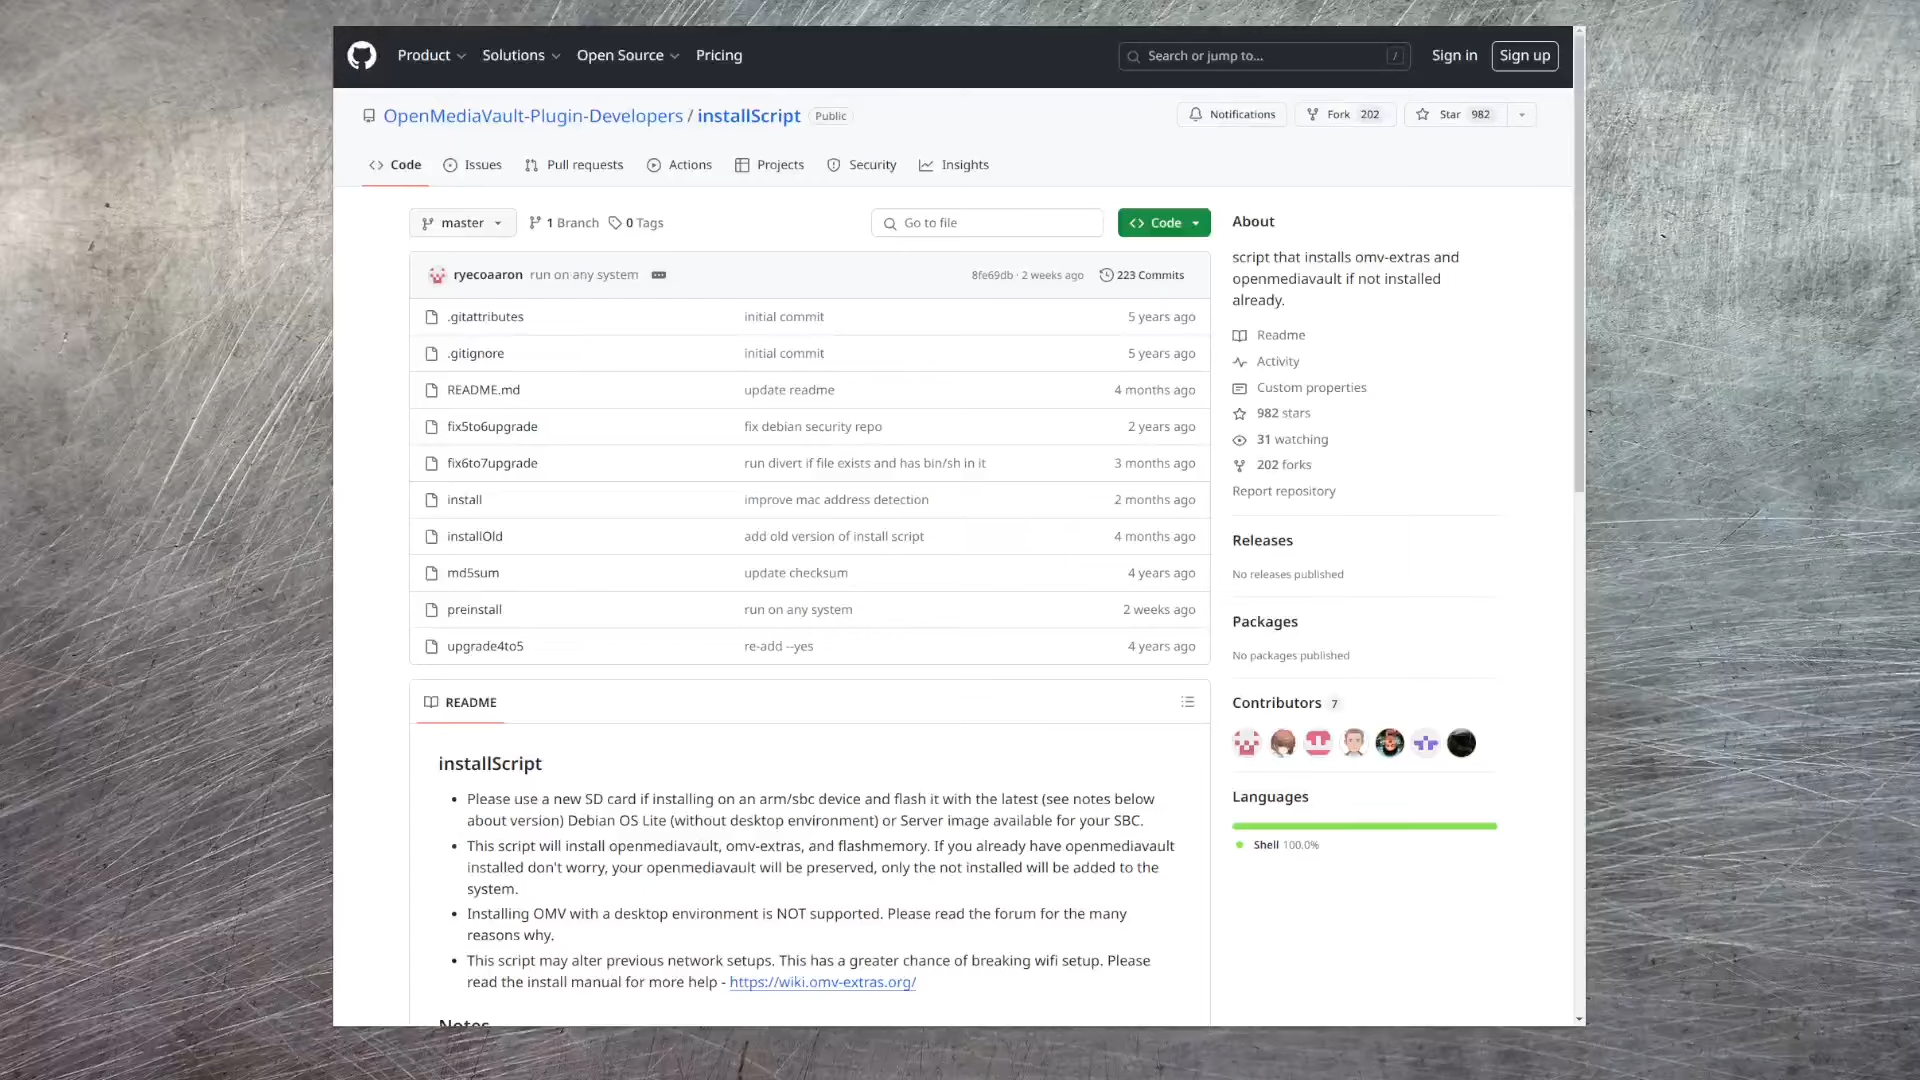 Product Solutions Open Source Pricing Search or jump to... / Sign in Sign up
OpenMediaVault-Plugin-Developers / installScript Public Notifications Fork 202 Star 982
Code Issues Pull requests Actions Projects Security Insights
master 1 Branch 0 Tags Go to file Code
ryecoaaron run on any system 8fe69db · 2 weeks ago 223 Commits
.gitattributes initial commit 5 years ago
.gitignore initial commit 5 years ago
README.md update readme 4 months ago
fix5to6upgrade fix debian security repo 2 years ago
fix6to7upgrade run divert if file exists and has bin/sh in it 3 months ago
install improve mac address detection 2 months ago
installOld add old version of install script 4 months ago
md5sum update checksum 4 years ago
preinstall run on any system 2 weeks ago
upgrade4to5 re-add --yes 4 years ago
README
installScript
• Please use a new SD card if installing on an arm/sbc device and flash it with the latest (see notes below
about version) Debian OS Lite (without desktop environment) or Server image available for your SBC.
• This script will install openmediavault, omv-extras, and flashmemory. If you already have openmediavault
installed don't worry, your openmediavault will be preserved, only the not installed will be added to the
system.
• Installing OMV with a desktop environment is NOT supported. Please read the forum for the many
reasons why.
• This script may alter previous network setups. This has a greater chance of breaking wifi setup. Please
read the install manual for more help - https://wiki.omv-extras.org/
Notes
About
script that installs omv-extras and
openmediavault if not installed
already.
Readme
Activity
Custom properties
982 stars
31 watching
202 forks
Report repository
Releases
No releases published
Packages
No packages published
Contributors 7
Languages
Shell 100.0%